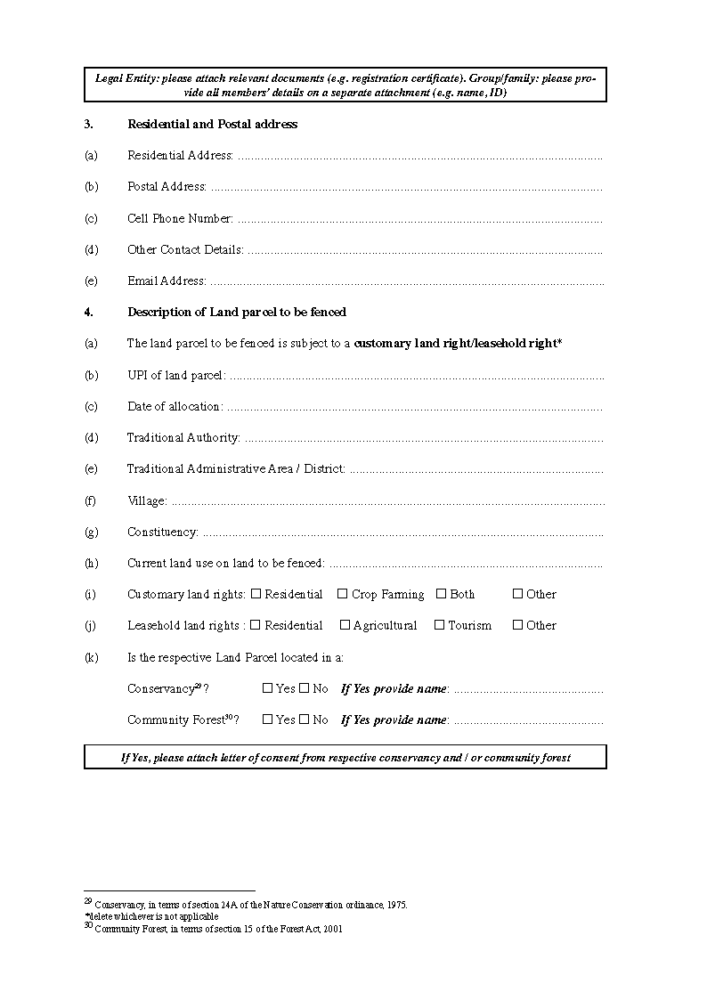 Legal Entity: please attach relevant documents (e.g. registration certificate). Group/family: please pro-
vide all members' details on a separate attachment (e.g. name, ID)
3. Residential and Postal address
(a) Residential Address: ................................................................
(b) Postal Address: ................................................................
(c) Cell Phone Number: ................................................................
(d) Other Contact Details: ................................................................
(e) Email Address: ................................................................
4. Description of Land parcel to be fenced
(a) The land parcel to be fenced is subject to a customary land right/leasehold right*
(b) UPI of land parcel: ................................................................
(c) Date of allocation: ................................................................
(d) Traditional Authority: ................................................................
(e) Traditional Administrative Area / District: ................................................................
(f) Village: ................................................................
(g) Constituency: ................................................................
(h) Current land use on land to be fenced: ................................................................
(i) Customary land rights: ☐ Residential ☐ Crop Farming ☐ Both ☐ Other
(j) Leasehold land rights : ☐ Residential ☐ Agricultural ☐ Tourism ☐ Other
(k) Is the respective Land Parcel located in a:
Conservancy29? ☐ Yes ☐ No If Yes provide name: ................................
Community Forest30? ☐ Yes ☐ No If Yes provide name: ................................
If Yes, please attach letter of consent from respective conservancy and / or community forest
29 Conservancy, in terms of section 24A of the Nature Conservation ordinance, 1975.
*delete whichever is not applicable
30 Community Forest, in terms of section 15 of the Forest Act, 2001